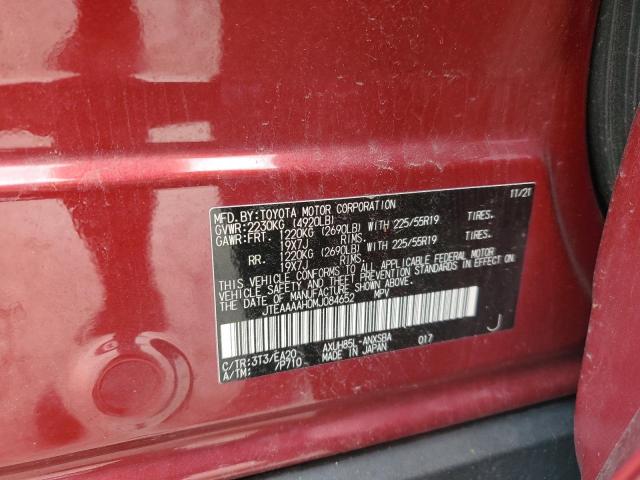 MFD. BY:TOYOTA MOTOR CORPORATION 11/21
GVWR: 2230KG (4920LB)
GAWR:FRT. 1220KG (2690LB) WITH 225/55R19 TIRES.
19X7J RIMS.
RR. 1220KG (2690LB) WITH 225/55R19 TIRES.
19X7J RIMS.
THIS VEHICLE CONFORMS TO ALL APPLICABLE FEDERAL MOTOR
VEHICLE SAFETY AND THEFT PREVENTION STANDARDS IN EFFECT ON
THE DATE OF MANUFACTURE SHOWN ABOVE.
JTEAAAAH0MJ084652 MPV
J
C/TR:3T3/EA20 AXUH85L-ANXSBA 017
A/TM: /P710 MADE IN JAPAN